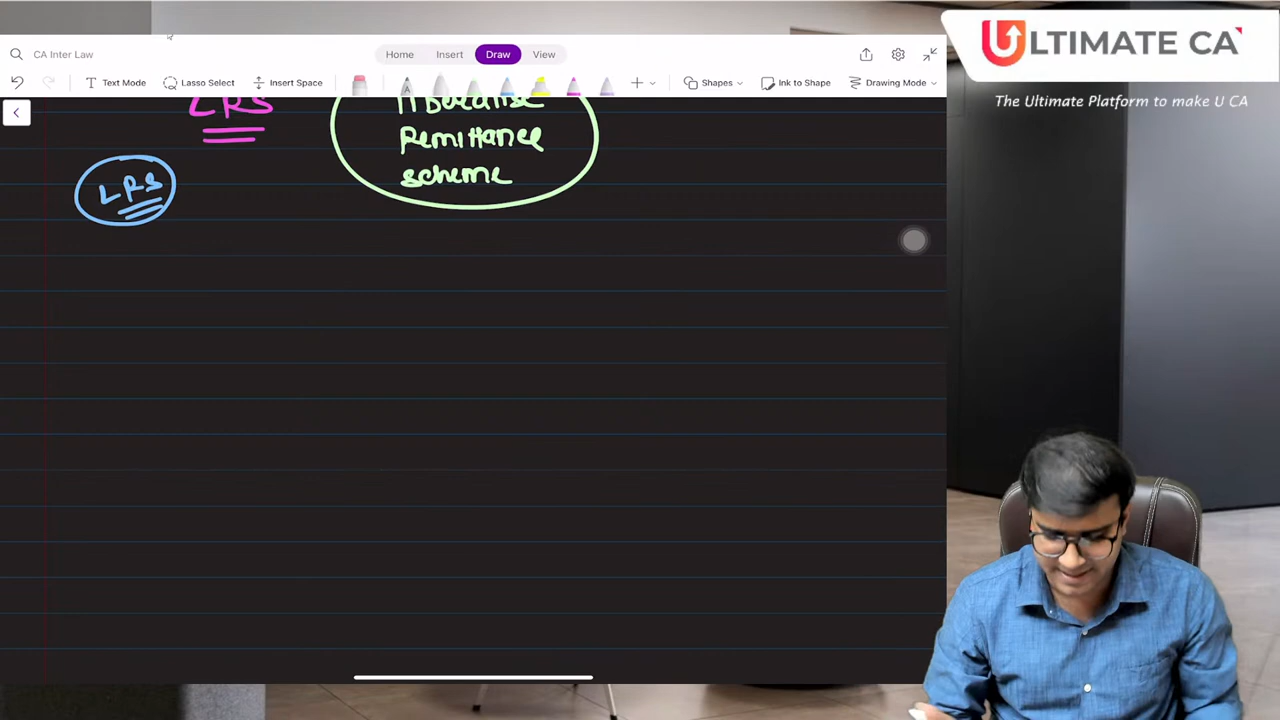 ULTIMATE CA
The Ultimate Platform to make U CA
CA Inter Law
Home Insert Draw View
Text Mode Lasso Select Insert Space Shapes Ink to Shape Drawing Mode
LRS
Remittance
scheme
LRS